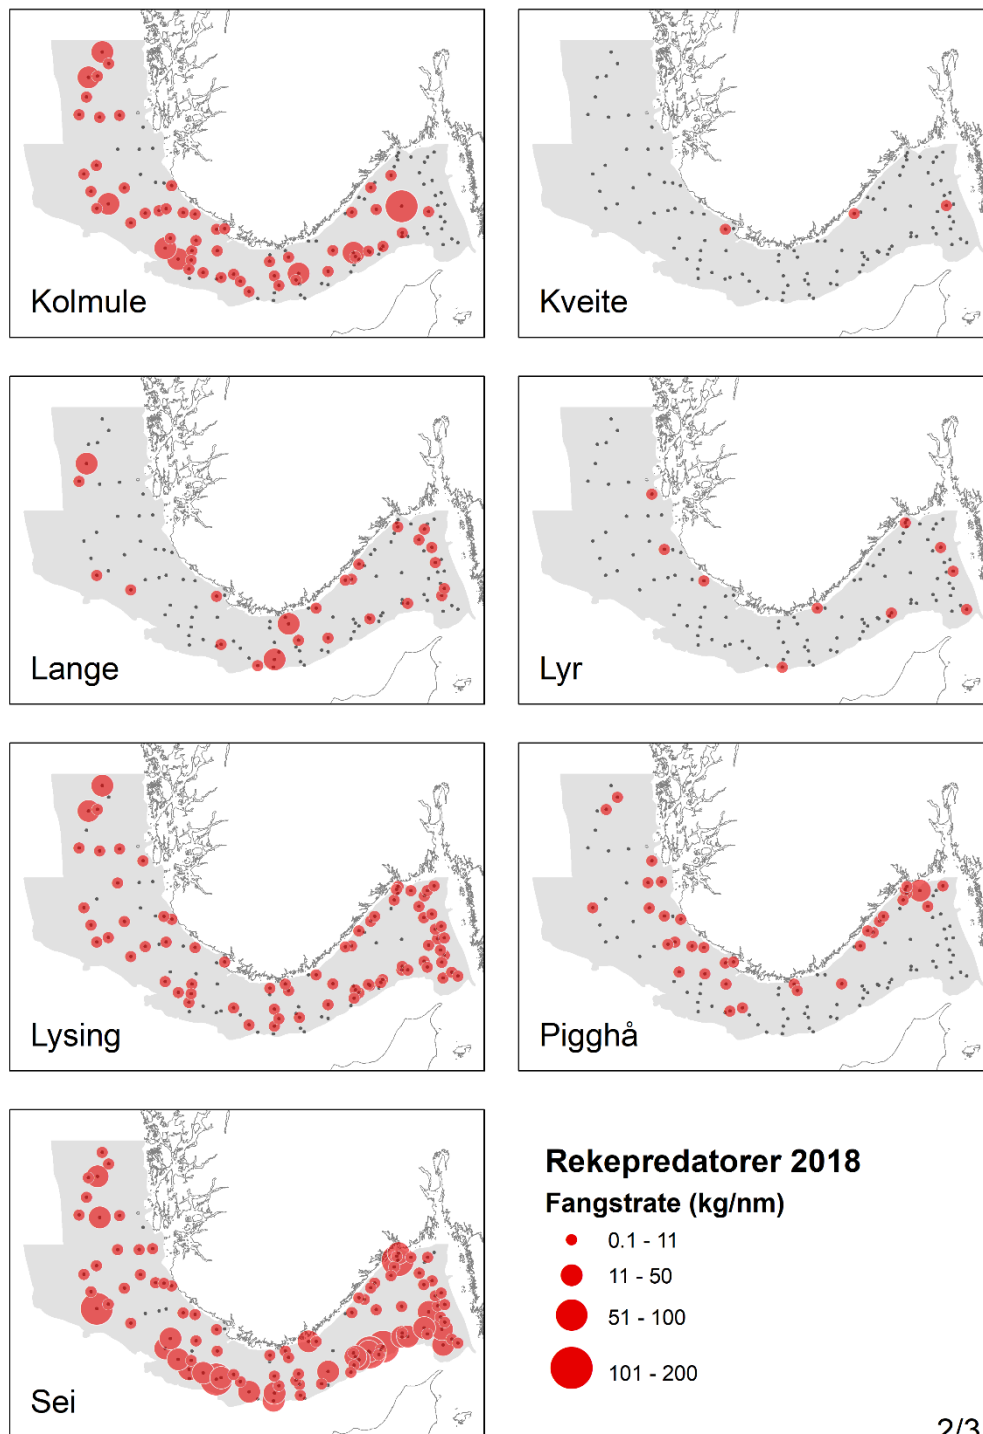 Kolmule
Kveite
Lange
Lyr
Lysing
Pigghå
Sei
Rekepredatorer 2018
Fangstrate (kg/nm)
0.1 - 11
11 - 50
51 - 100
101 - 200
2/3